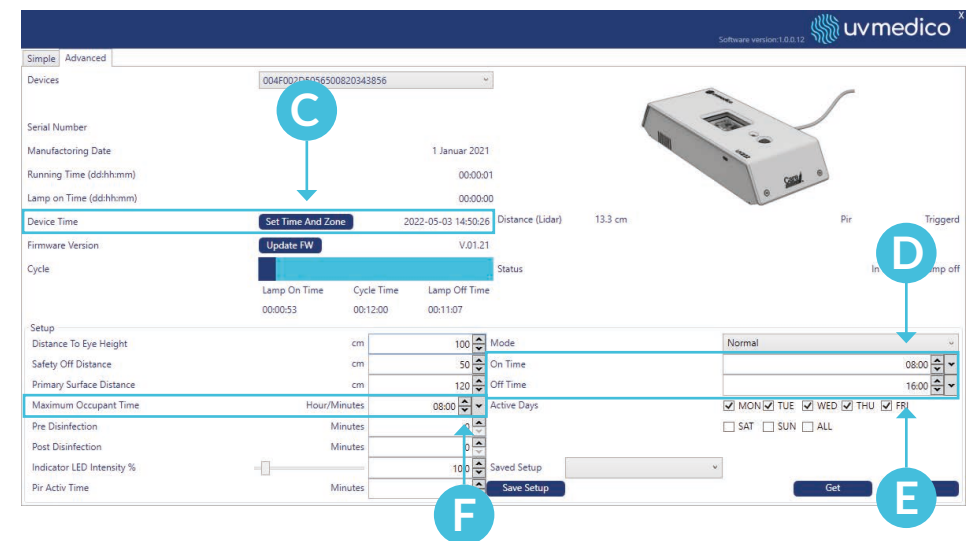 X
Software version:1.0.0.12 uvmedico
Simple Advanced
Devices 004F002D5056500820343856
C
Serial Number
Manufactoring Date 1 Januar 2021
Running Time (dd:hh:mm) 00:00:01
Lamp on Time (dd:hh:mm) 00:00:00
Device Time Set Time And Zone 2022-05-03 14:50:26 Distance (Lidar) 13.3 cm Pir Triggerd
Firmware Version Update FW V.01.21
D
Cycle Status In mp off
Lamp On Time Cycle Time Lamp Off Time
00:00:53 00:12:00 00:11:07
Setup
Distance To Eye Height cm 100 Mode Normal
Safety Off Distance cm 50 On Time 08:00
Primary Surface Distance cm 120 Off Time 16:00
Maximum Occupant Time Hour/Minutes 08:00 Active Days MON TUE WED THU FRI
Pre Disinfection Minutes 0 SAT SUN ALL
Post Disinfection Minutes 0
Indicator LED Intensity % 100 Saved Setup
Pir Activ Time Minutes Save Setup Get
F
E